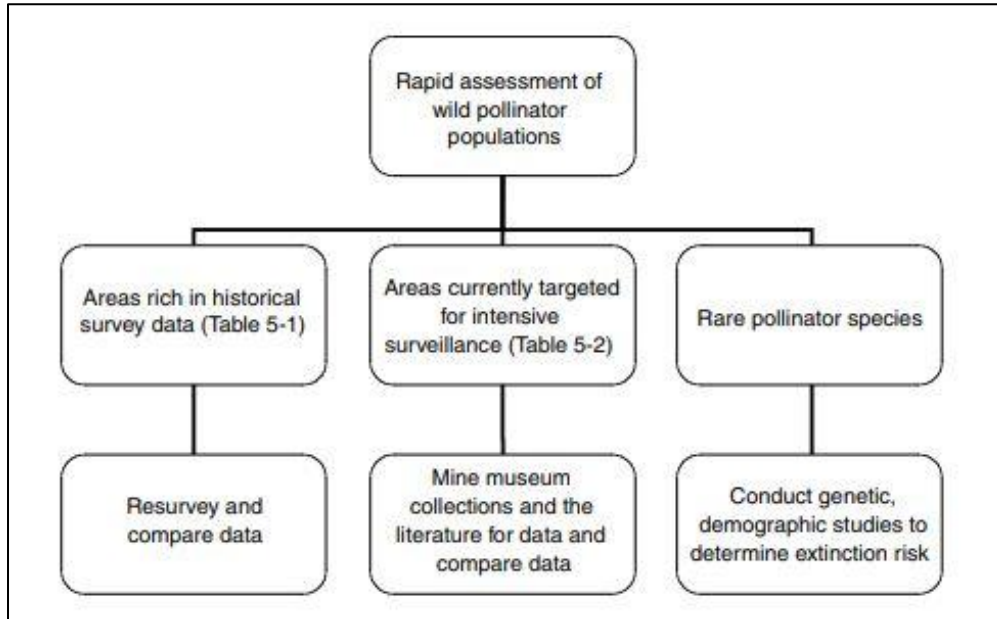 Rapid assessment of
wild pollinator
populations
Areas rich in historical
survey data (Table 5-1)
Areas currently targeted
for intensive
surveillance (Table 5-2)
Rare pollinator species
Resurvey and
compare data
Mine museum
collections and the
literature for data and
compare data
Conduct genetic,
demographic studies to
determine extinction risk